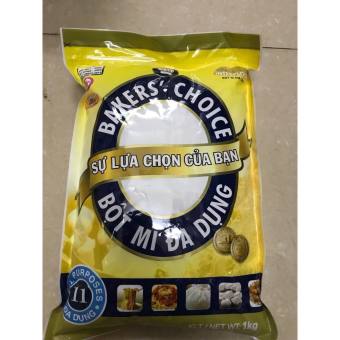 BAKERS' CHOICE
SỰ LỰA CHỌN CỦA BẠN
BỘT MÌ ĐA DỤNG
PURPOSES
11
ĐA DỤNG
NET WT: 1kg